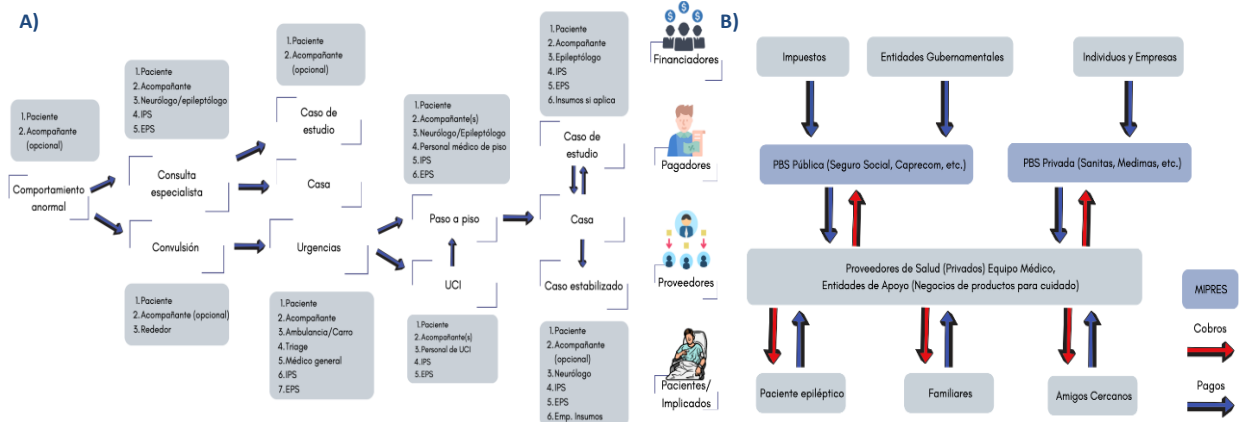 A)
1.Paciente
2. Acompañante
(opcional)
Comportamiento
anormal
1.Paciente
2. Acompañante
3.Neurólogo/epileptólogo
4. IPS
5. EPS
Consulta
especialista
Convulsión
1.Paciente
2. Acompañante (opcional)
3. Rededor
1. Paciente
2. Acompañante
(opcional)
Caso de
estudio
Casa
Urgencias
1. Paciente
2. Acompañante
3. Ambulancia/Carro
4. Triage
5. Médico general
6. IPS
7. EPS
1.Paciente
2. Acompañante(s)
3.Neurólogo/Epileptólogo
4.Personal médico de piso
5. IPS
6. EPS
Paso a piso
UCI
1.Paciente
2. Acompañante(s)
3.Personal de UCI
4. IPS
5. EPS
1.Paciente
2. Acompañante
3.Epileptólogo
4. IPS
5. EPS
6. Insumos si aplica
Caso de
estudio
Casa
Caso estabilizado
1. Paciente
2. Acompañante
(opcional)
3. Neurólogo
4. IPS
5. EPS
6. Emp. Insumos
Financiadores
Pagadores
Proveedores
Pacientes/
Implicados
B)
Impuestos
Entidades Gubernamentales
Individuos y Empresas
PBS Pública (Seguro Social, Caprecom, etc.)
PBS Privada (Sanitas, Medimas, etc.)
Proveedores de Salud (Privados) Equipo Médico,
Entidades de Apoyo (Negocios de productos para cuidado)
Paciente epiléptico
Familiares
Amigos Cercanos
MIPRES
Cobros
Pagos